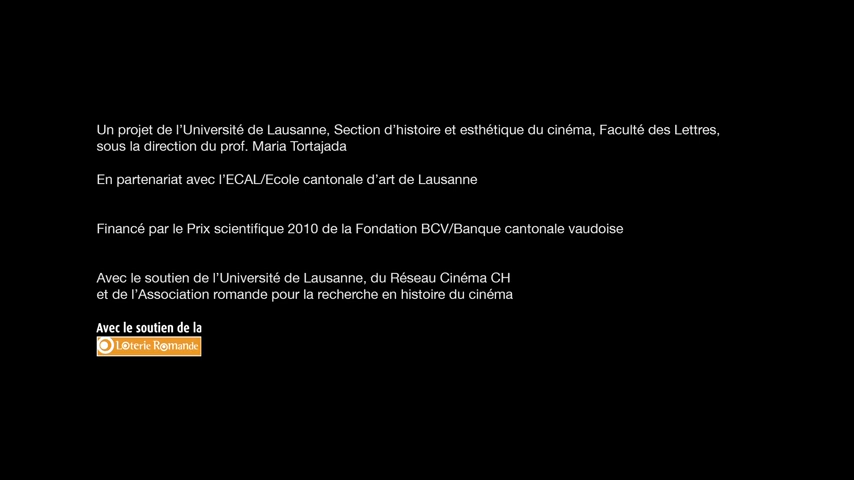 Un projet de l'Université de Lausanne, Section d'histoire et esthétique du cinéma, Faculté des Lettres,
sous la direction du prof. Maria Tortajada
En partenariat avec l'ECAL/Ecole cantonale d'art de Lausanne
Financé par le Prix scientifique 2010 de la Fondation BCV/Banque cantonale vaudoise
Avec le soutien de l'Université de Lausanne, du Réseau Cinéma CH
et de l'Association romande pour la recherche en histoire du cinéma
Avec le soutien de la
Loterie Romande